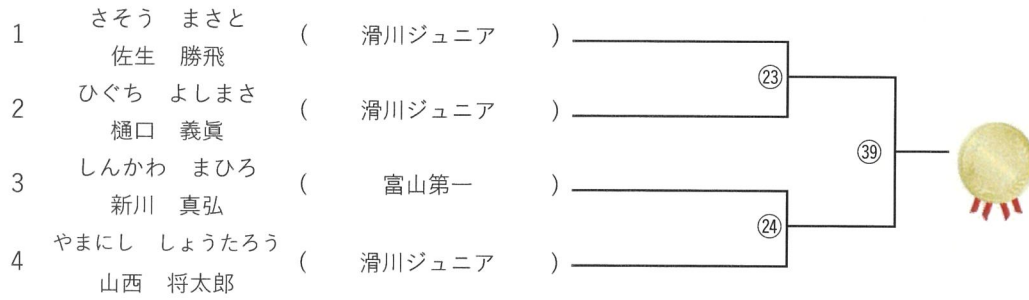 さそう　まさと
1　佐生　勝飛　(　滑川ジュニア　)
㉓
ひぐち　よしまさ
2　樋口　義眞　(　滑川ジュニア　)
㊴
しんかわ　まひろ
3　新川　真弘　(　富山第一　)
㉔
やまにし　しょうたろう
4　山西　将太郎　(　滑川ジュニア　)